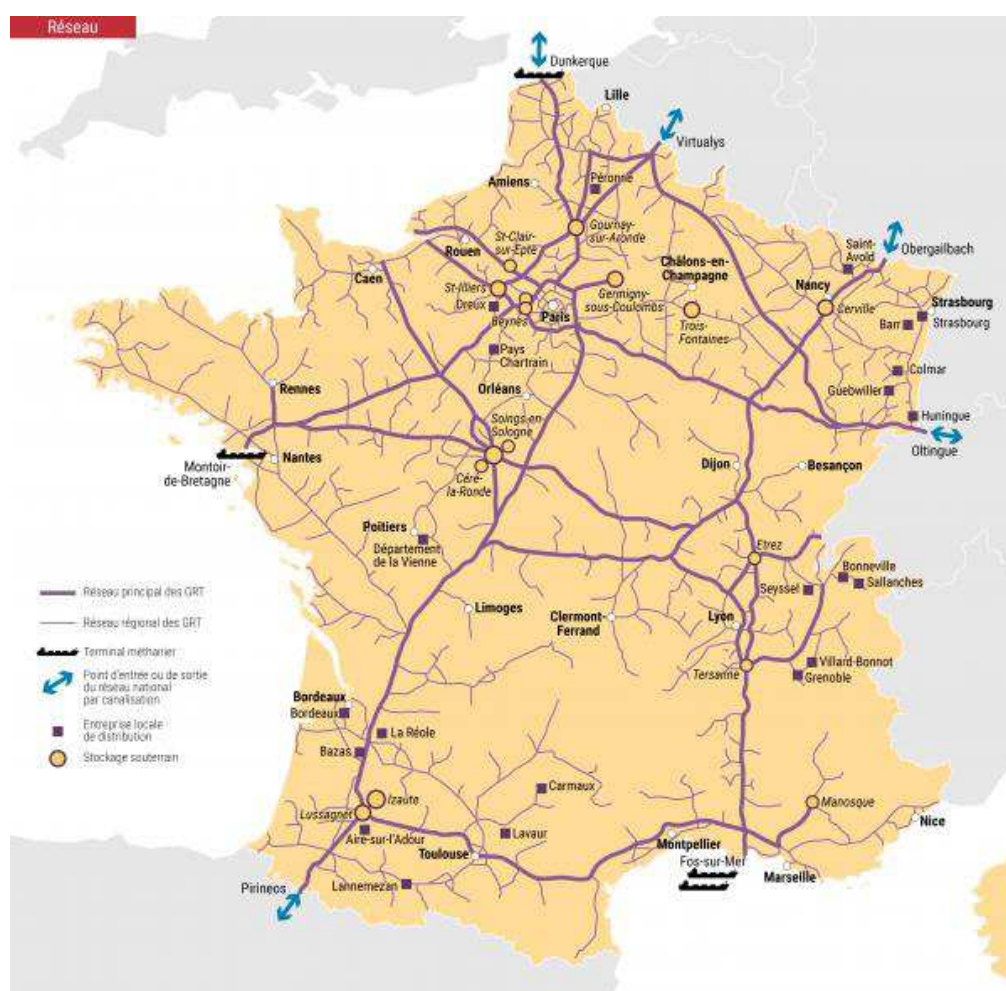 Réseau
Dunkerque
Lille
Virtualys
Amiens
Péronne
Gournay-
sur-Aronde
St-Clair-
sur-Epte
Rouen
Caen
St-Illiers
Dreux
Beynes
Paris
Germigny-
sous-Coulombs
Châlons-en-
Champagne
Trois-
Fontaines
Saint-
Avold
Obergailbach
Nancy
Cerville
Strasbourg
Strasbourg
Barr
Colmar
Guebwiller
Huningue
Oltingue
Pays
Chartrain
Orléans
Rennes
Soings-en-
Sologne
Montoir-
de-Bretagne
Nantes
Céré-
la-Ronde
Dijon
Besançon
Poitiers
Département
de la Vienne
Etrez
Bonneville
Sallanches
Seyssel
Limoges
Clermont-
Ferrand
Lyon
Tersanne
Villard-Bonnot
Grenoble
Réseau principal des GRT
Réseau régional des GRT
Terminal méthanier
Point d'entrée ou de sortie
du réseau national
par canalisation
Entreprise locale
de distribution
Stockage souterrain
Bordeaux
Bordeaux
La Réole
Bazas
Izaute
Lussagnet
Aire-sur-l'Adour
Carmaux
Lavaur
Toulouse
Pirineos
Lannemezan
Montpellier
Fos-sur-Mer
Marseille
Manosque
Nice